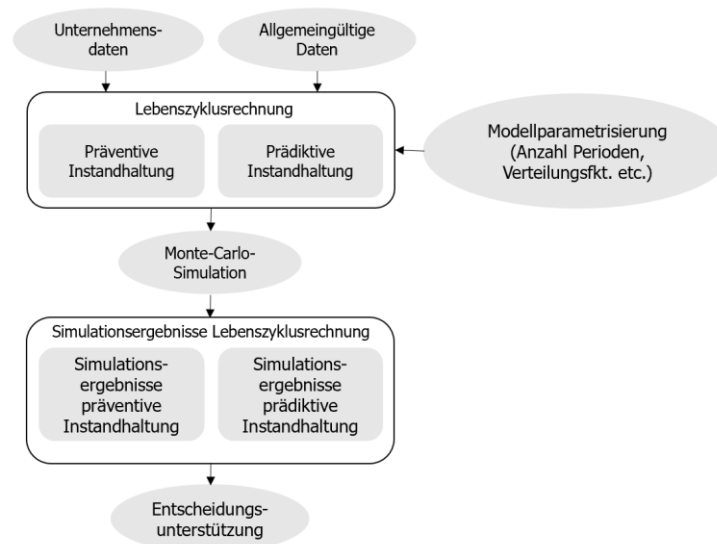 Unternehmens-
daten
Allgemeingültige
Daten
Lebenszyklusrechnung
Präventive
Instandhaltung
Prädiktive
Instandhaltung
Modellparametrisierung
(Anzahl Perioden,
Verteilungsfkt. etc.)
Monte-Carlo-
Simulation
Simulationsergebnisse Lebenszyklusrechnung
Simulations-
ergebnisse
präventive
Instandhaltung
Simulations-
ergebnisse
prädiktive
Instandhaltung
Entscheidungs-
unterstützung